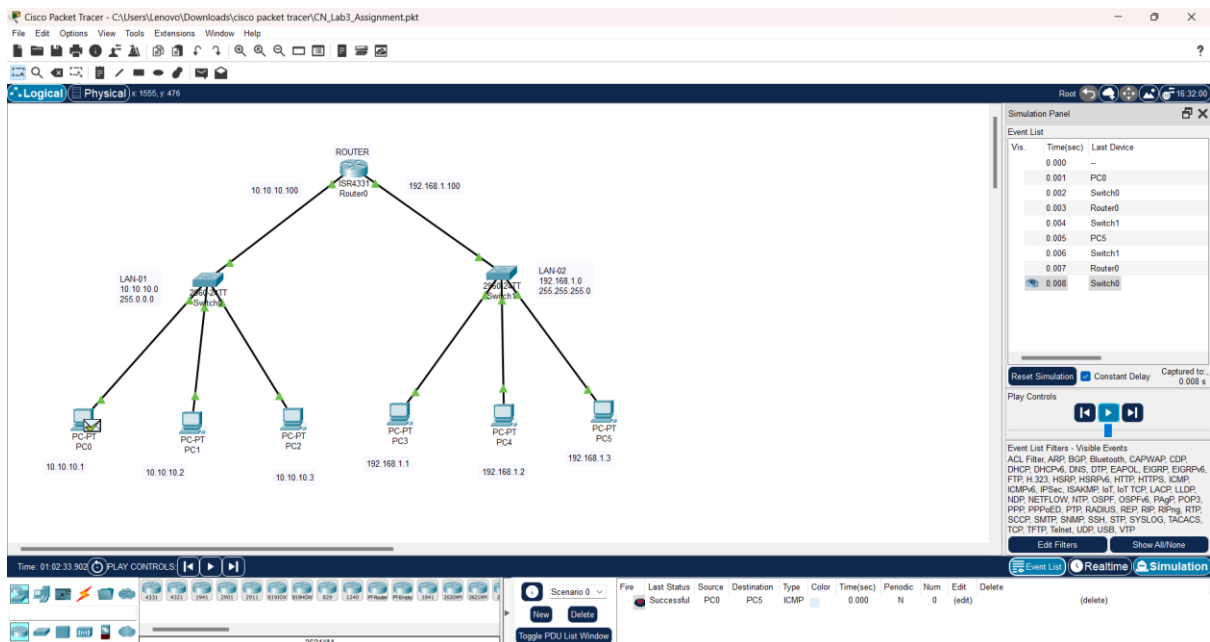 Cisco Packet Tracer - C:\Users\Lenovo\Downloads\cisco packet tracer\CN_Lab3_Assignment.pkt
File Edit Options View Tools Extensions Window Help
?
Logical Physical x: 1555, y: 476
Root 16:32:00
ROUTER
ISR4331
Router0
10.10.10.100
192.168.1.100
LAN-01
10.10.10.0
255.0.0.0
2960-24TT
Switch0
LAN-02
192.168.1.0
255.255.255.0
2960-24TT
Switch1
PC-PT
PC0
PC-PT
PC1
PC-PT
PC2
PC-PT
PC3
PC-PT
PC4
PC-PT
PC5
10.10.10.1
10.10.10.2
10.10.10.3
192.168.1.1
192.168.1.2
192.168.1.3
Simulation Panel
Event List
Vis. Time(sec) Last Device
0.000 --
0.001 PC0
0.002 Switch0
0.003 Router0
0.004 Switch1
0.005 PC5
0.006 Switch1
0.007 Router0
0.008 Switch0
Reset Simulation Constant Delay Captured to:
0.008 s
Play Controls
Event List Filters - Visible Events
ACL Filter, ARP, BGP, Bluetooth, CAPWAP, CDP,
DHCP, DHCPv6, DNS, DTP, EAPOL, EIGRP, EIGRPv6,
FTP, H.323, HSRP, HSRPv6, HTTP, HTTPS, ICMP,
ICMPv6, IPSec, ISAKMP, IoT, IoT TCP, LACP, LLDP,
NDP, NETFLOW, NTP, OSPF, OSPFv6, PAgP, POP3,
PPP, PPPoED, PTP, RADIUS, REP, RIP, RIPng, RTP,
SCCP, SMTP, SNMP, SSH, STP, SYSLOG, TACACS,
TCP, TFTP, Telnet, UDP, USB, VTP
Edit Filters Show All/None
Time: 01:02:33.902 PLAY CONTROLS:
Event List Realtime Simulation
4331 4321 1941 2901 2911 819IOX 819HGW 829 1240 PT-Router PT-Empty 1841 2620XM 2621XM
2621XM
Scenario 0
New Delete
Toggle PDU List Window
Fire Last Status Source Destination Type Color Time(sec) Periodic Num Edit Delete
Successful PC0 PC5 ICMP 0.000 N 0 (edit) (delete)